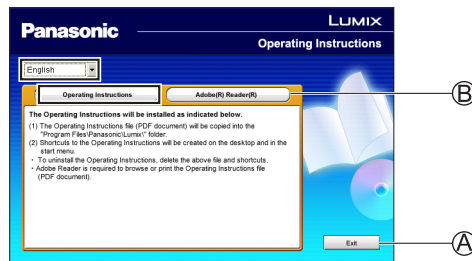 LUMIX
Panasonic
Operating Instructions
English
Operating Instructions
Adobe(R) Reader(R)
B
The Operating Instructions will be installed as indicated below.
(1) The Operating Instructions file (PDF document) will be copied into the
"Program Files\Panasonic\Lumix\" folder.
(2) Shortcuts to the Operating Instructions will be created on the desktop and in the
start menu.
・ To uninstall the Operating Instructions, delete the above file and shortcuts.
・ Adobe Reader is required to browse or print the Operating Instructions file
(PDF document).
Exit
A